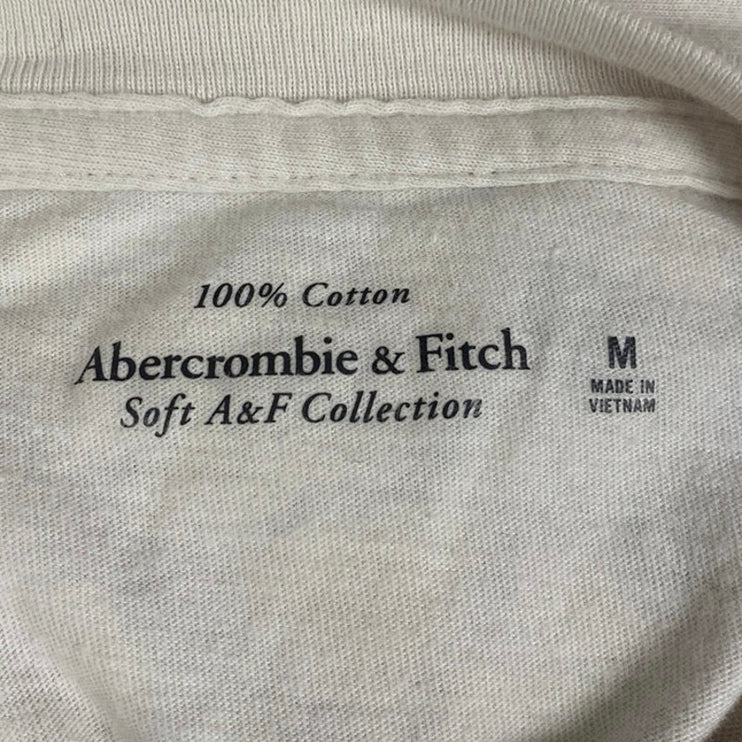 100% Cotton
Abercrombie & Fitch
Soft A&F Collection
M
MADE IN
VIETNAM